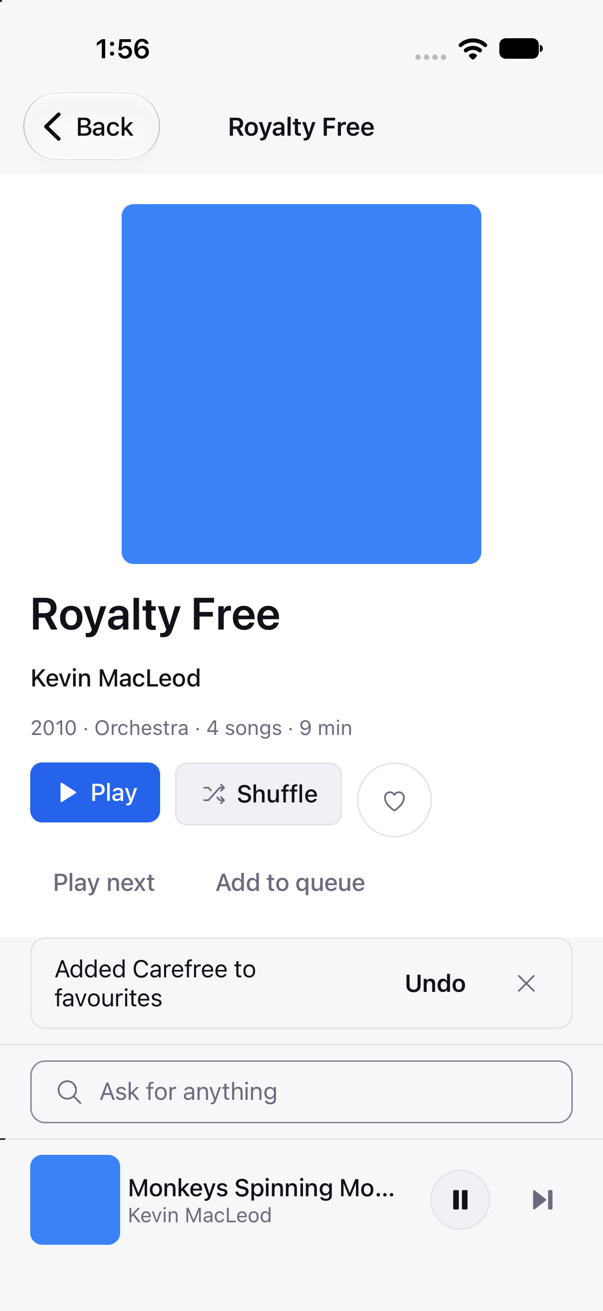 1:56
Back
Royalty Free
Royalty Free
Kevin MacLeod
2010 · Orchestra · 4 songs · 9 min
Play
Shuffle
Play next
Add to queue
Added Carefree to
favourites
Undo
Ask for anything
Monkeys Spinning Mo...
Kevin MacLeod